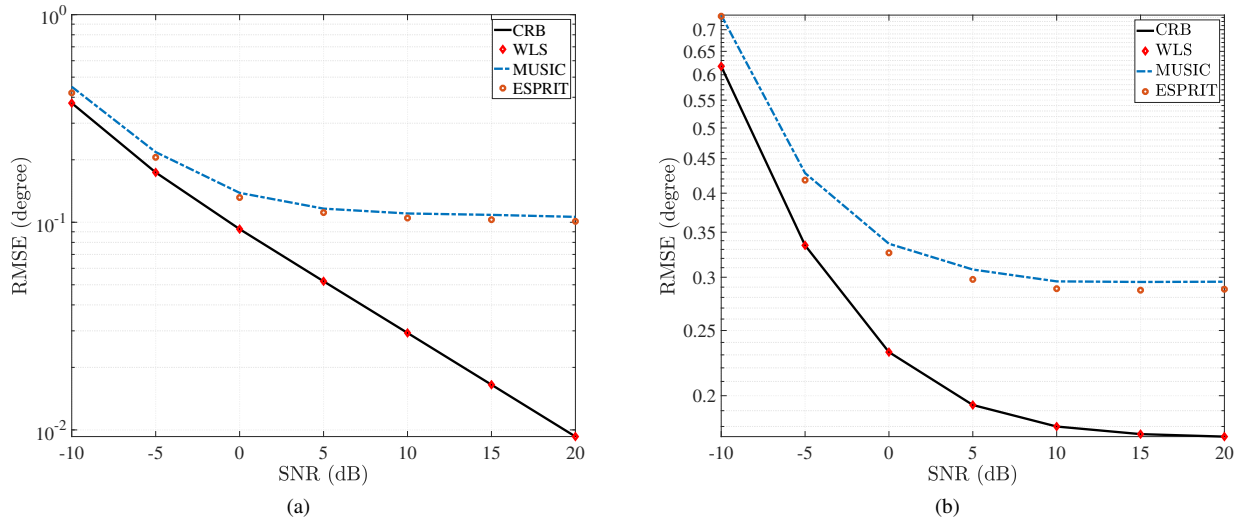 10^0
10^-1
10^-2
RMSE (degree)
-10 -5 0 5 10 15 20
SNR (dB)
CRB
WLS
MUSIC
ESPRIT
(a)
0.7
0.65
0.6
0.55
0.5
0.45
0.4
0.35
0.3
0.25
0.2
RMSE (degree)
-10 -5 0 5 10 15 20
SNR (dB)
CRB
WLS
MUSIC
ESPRIT
(b)